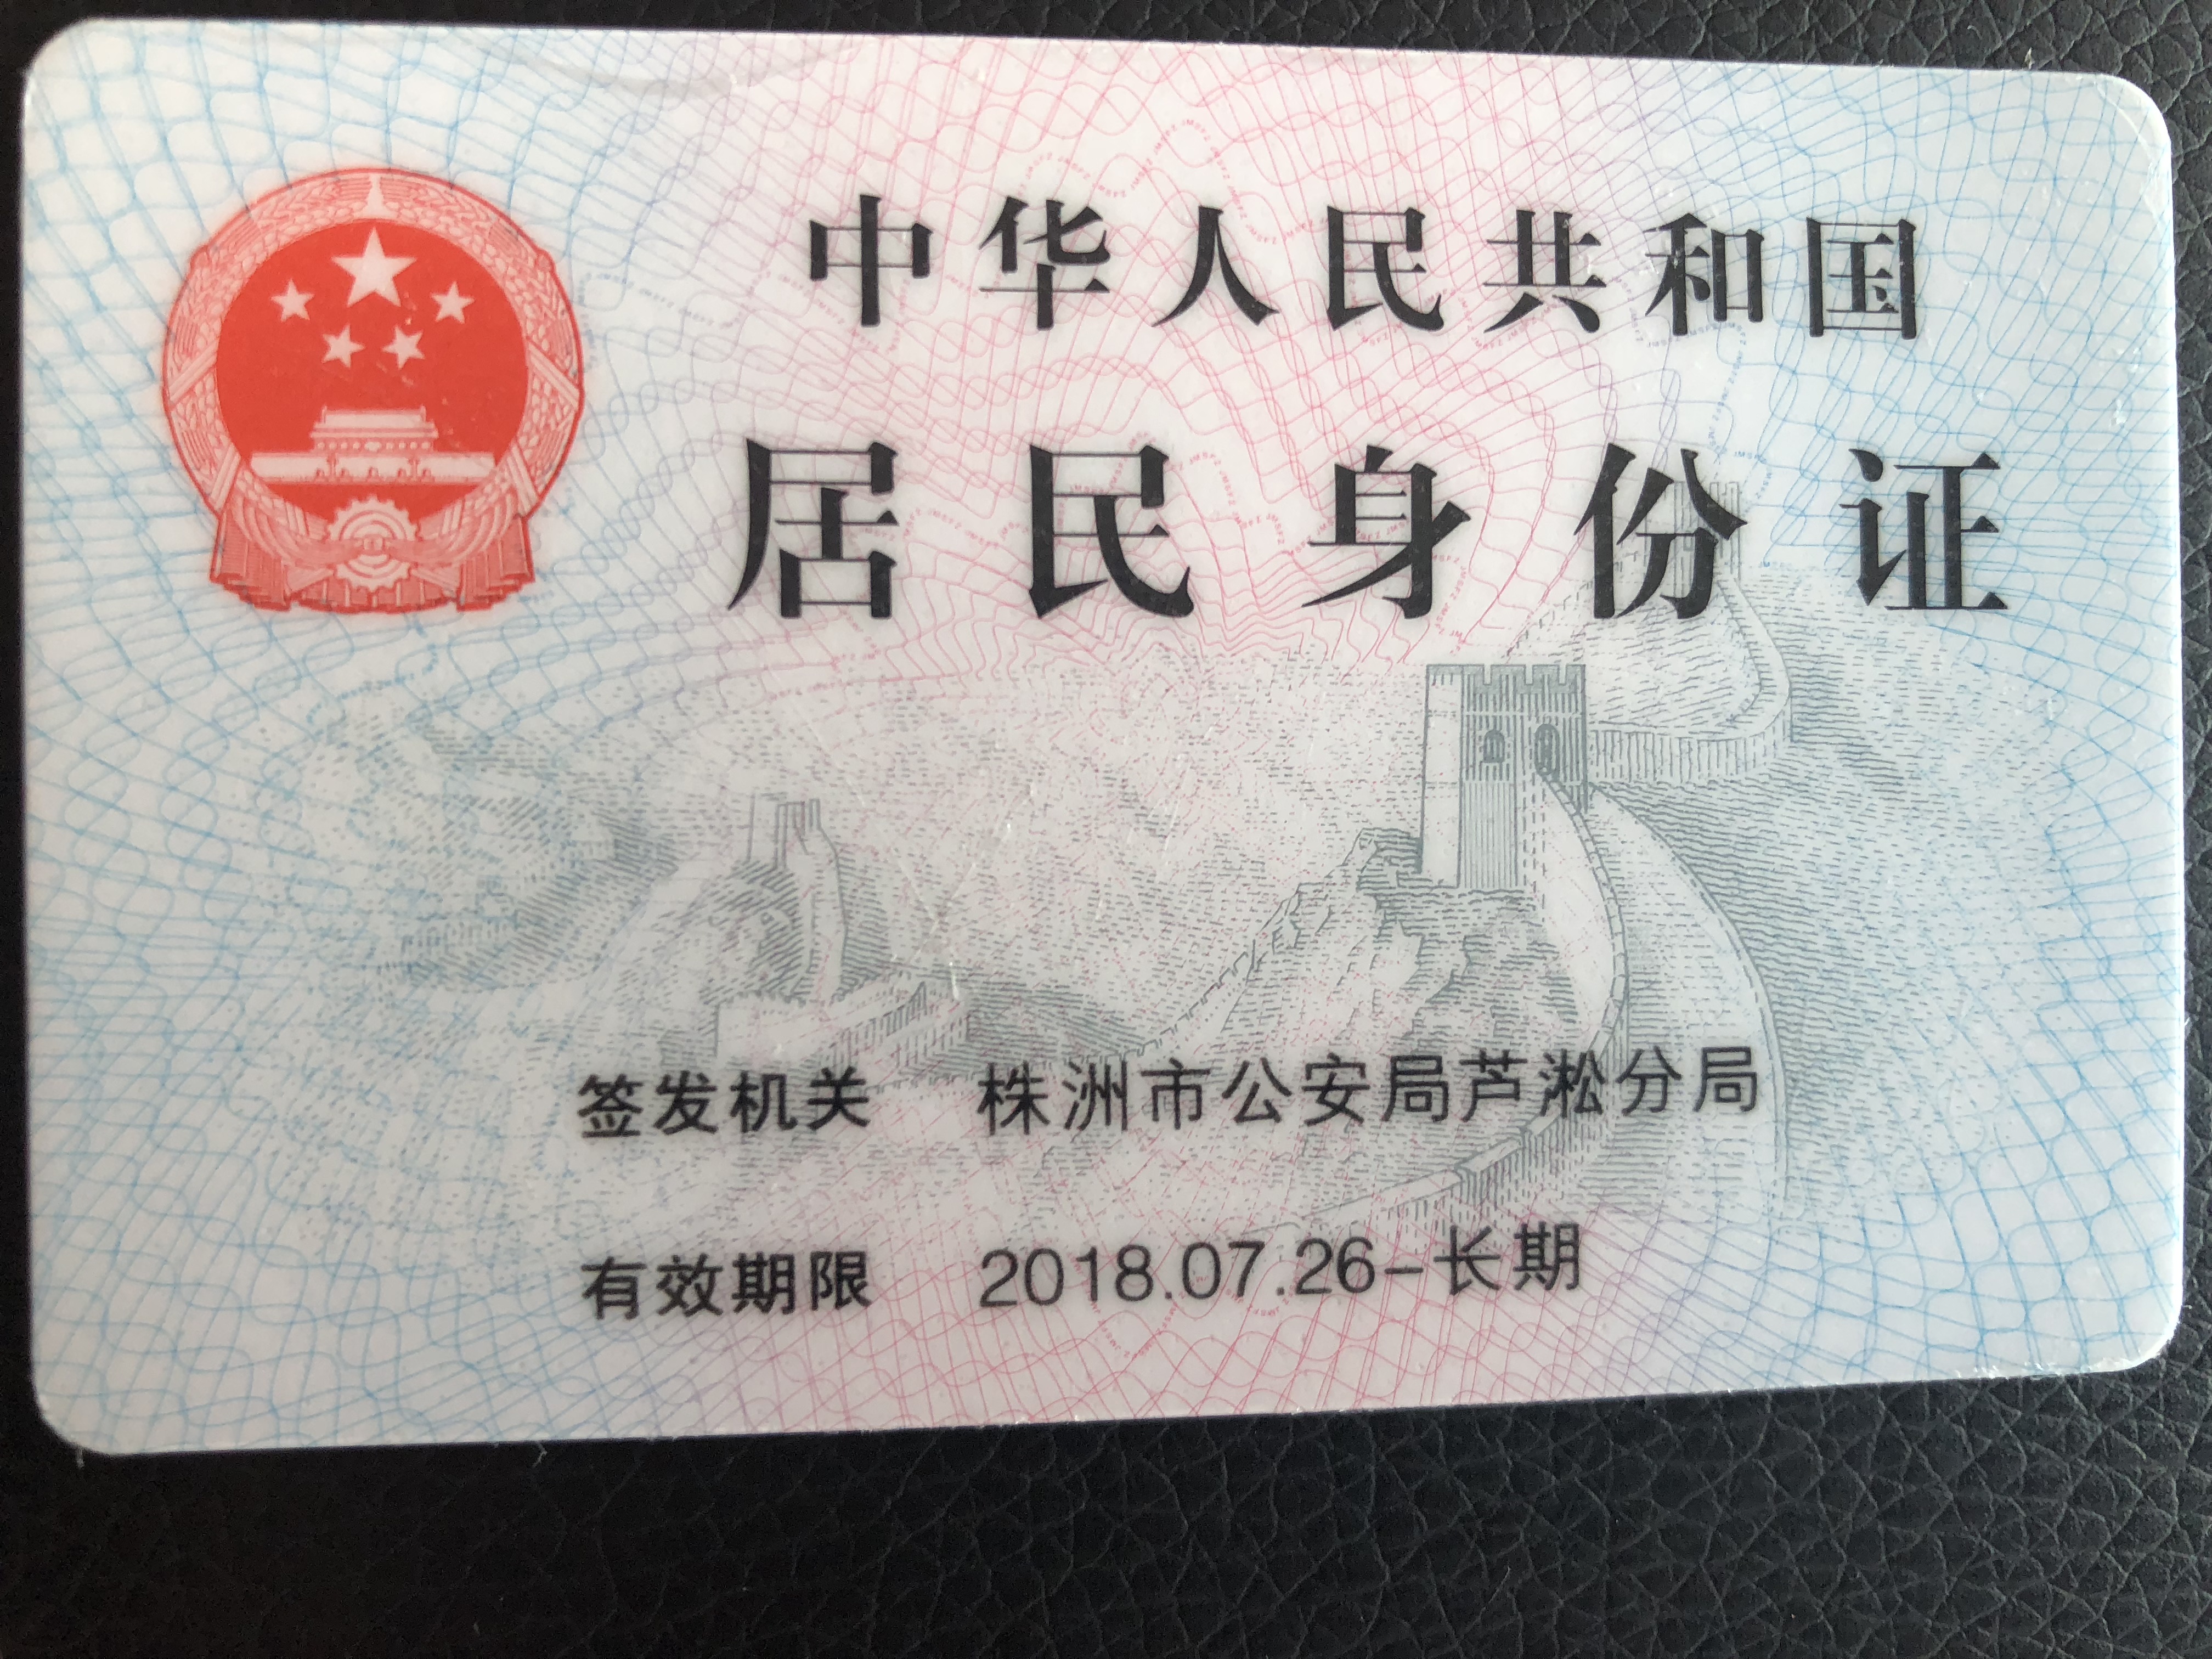 中华人民共和国
居民身份证
签发机关 株洲市公安局芦淞分局
有效期限 2018.07.26-长期